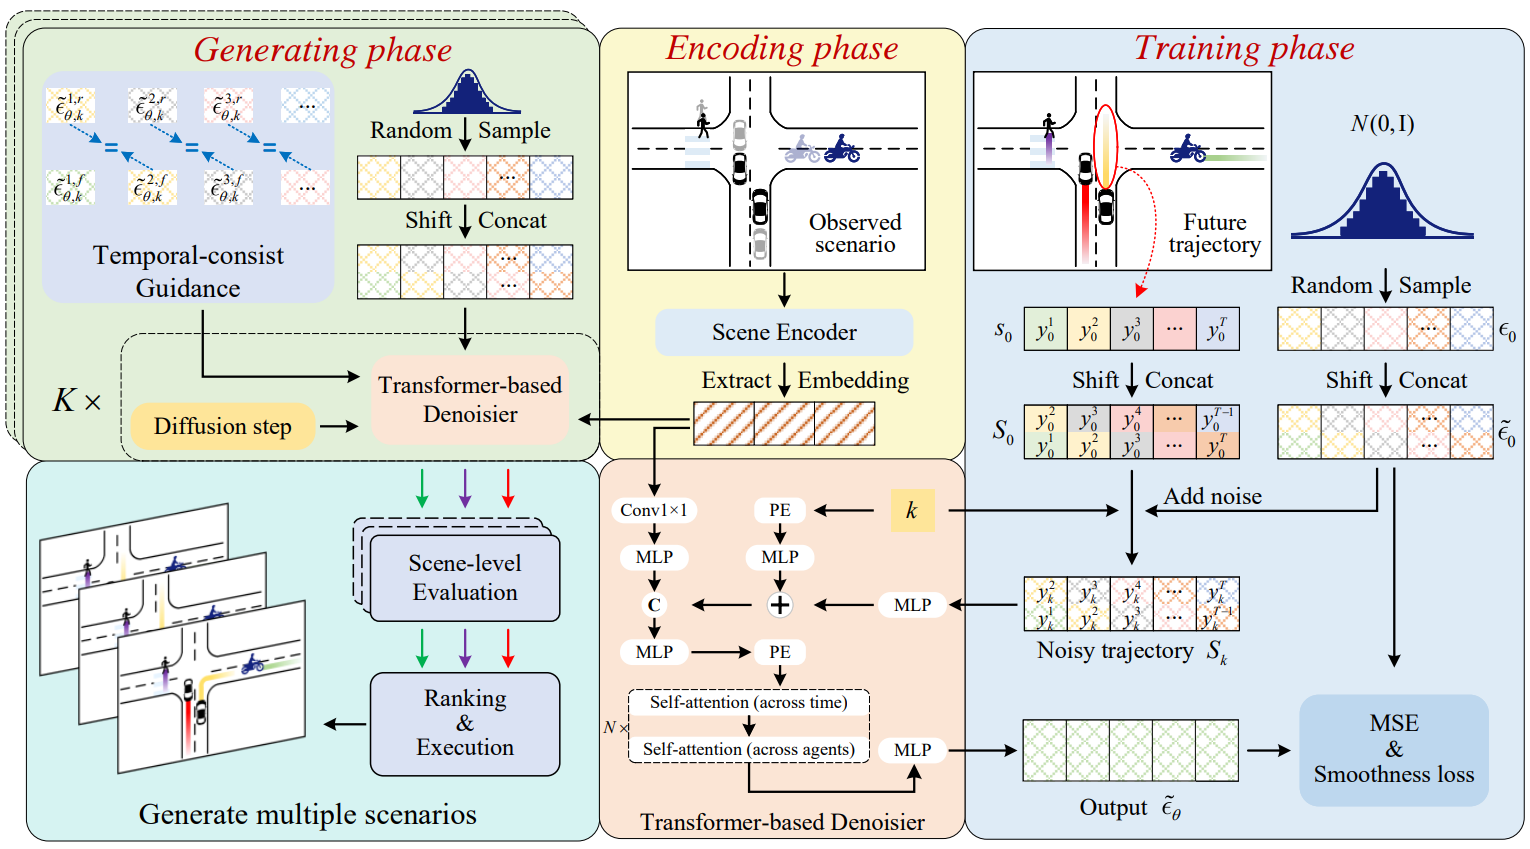 Generating phase
$\tilde{\epsilon}_{\theta,k}^{1,r}$ $\tilde{\epsilon}_{\theta,k}^{2,r}$ $\tilde{\epsilon}_{\theta,k}^{3,r}$ ...
= = =
$\tilde{\epsilon}_{\theta,k}^{1,f}$ $\tilde{\epsilon}_{\theta,k}^{2,f}$ $\tilde{\epsilon}_{\theta,k}^{3,f}$ ...
Temporal-consist
Guidance
Random Sample
...
Shift Concat
...
...
K ×
Diffusion step
Transformer-based
Denoisier
Encoding phase
Observed
scenario
Scene Encoder
Extract Embedding
Training phase
Future
trajectory
N(0, I)
Random Sample
$s_0$ $y_0^1$ $y_0^2$ $y_0^3$ ... $y_0^T$
... $\epsilon_0$
Shift Concat
Shift Concat
$S_0$
$y_0^2$ $y_0^3$ $y_0^4$ ... $y_0^{T-1}$
$y_0^1$ $y_0^2$ $y_0^3$ ... $y_0^T$
...
...
$\tilde{\epsilon}_0$
Add noise
$y_k^2$ $y_k^3$ $y_k^4$ ... $y_k^T$
$y_k^1$ $y_k^2$ $y_k^3$ ... $y_k^{T-1}$
Noisy trajectory $S_k$
Output $\tilde{\epsilon}_\theta$
MSE
&
Smoothness loss
Conv1×1
PE
k
MLP
MLP
C
+
MLP
MLP
PE
N×
Self-attention (across time)
Self-attention (across agents)
MLP
Transformer-based Denoisier
Scene-level
Evaluation
Ranking
&
Execution
Generate multiple scenarios